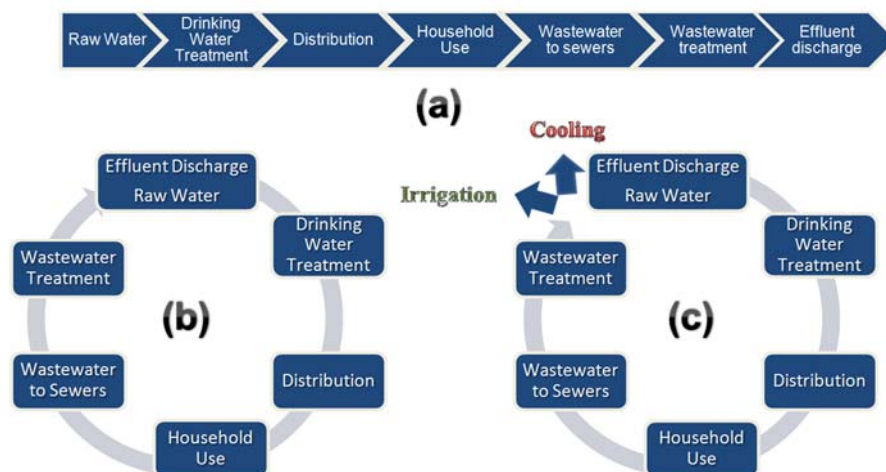 Raw Water
Drinking
Water
Treatment
Distribution
Household
Use
Wastewater
to sewers
Wastewater
treatment
Effluent
discharge
(a)
Effluent Discharge
Raw Water
Drinking
Water
Treatment
Distribution
Household
Use
Wastewater
to Sewers
Wastewater
Treatment
(b)
Cooling
Irrigation
Effluent Discharge
Raw Water
Drinking
Water
Treatment
Distribution
Household
Use
Wastewater
to Sewers
Wastewater
Treatment
(c)